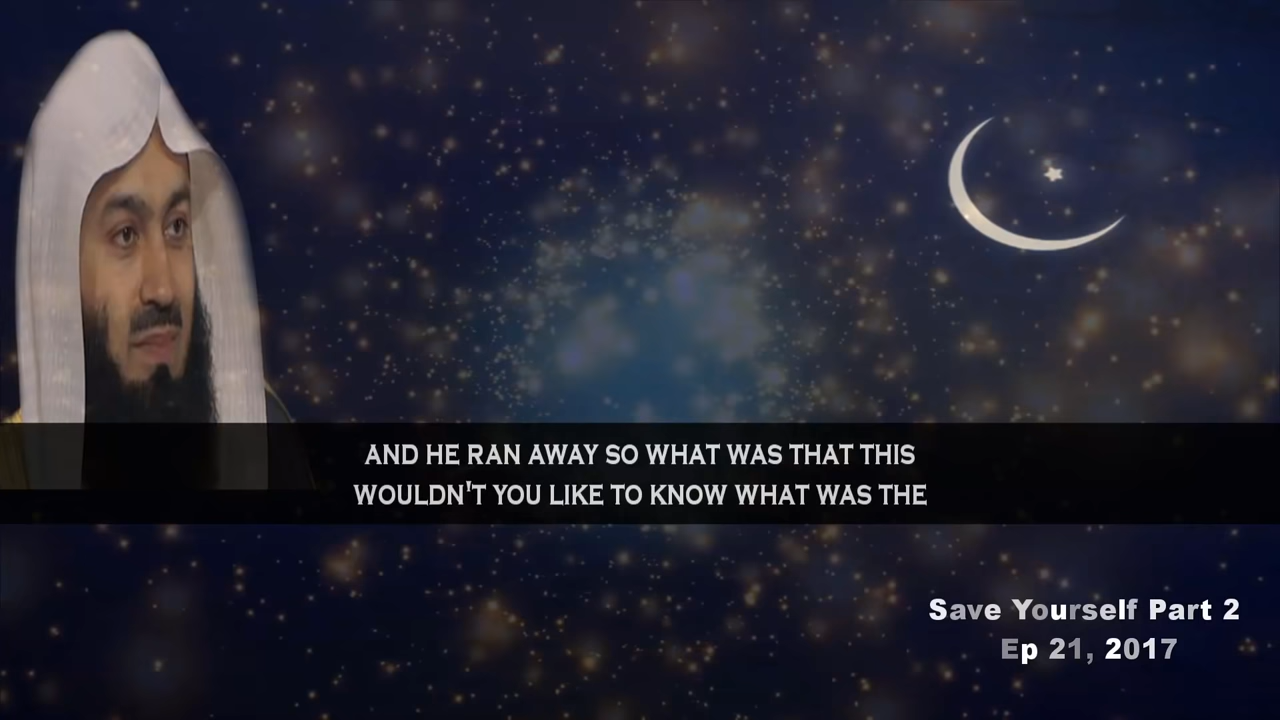 AND HE RAN AWAY SO WHAT WAS THAT THIS
WOULDN'T YOU LIKE TO KNOW WHAT WAS THE
Save Yourself Part 2
Ep 21, 2017